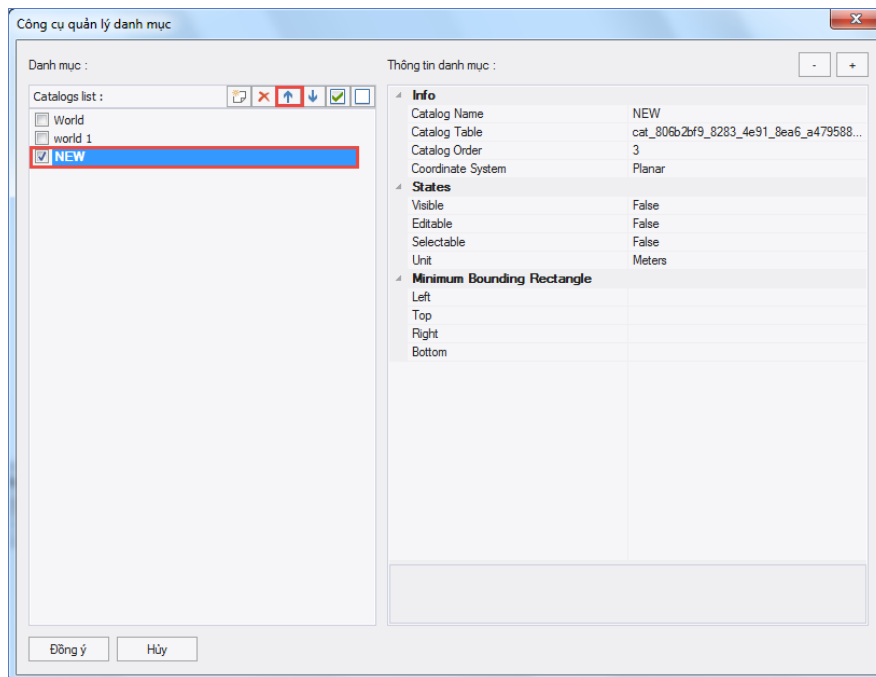 Công cụ quản lý danh mục
Danh mục :
Catalogs list :
World
world 1
NEW
Thông tin danh mục :
- +
Info
Catalog Name NEW
Catalog Table cat_806b2bf9_8283_4e91_8ea6_a479588...
Catalog Order 3
Coordinate System Planar
States
Visible False
Editable False
Selectable False
Unit Meters
Minimum Bounding Rectangle
Left
Top
Right
Bottom
Đồng ý Hủy